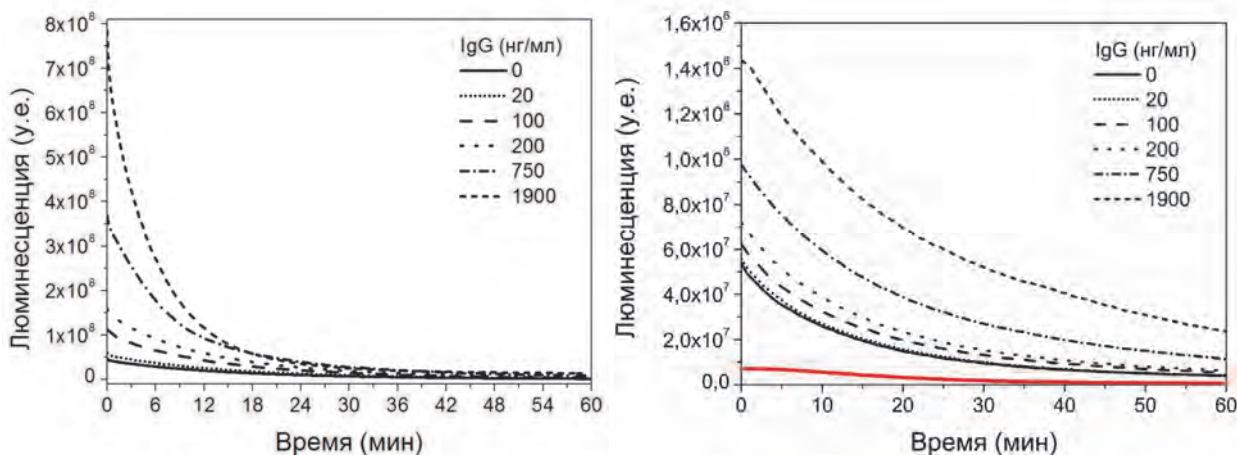 8x10⁸
7x10⁸
6x10⁸
5x10⁸
4x10⁸
3x10⁸
2x10⁸
1x10⁸
0
Люминесценция (у.е.)
IgG (нг/мл)
0
20
100
200
750
1900
0 6 12 18 24 30 36 42 48 54 60
Время (мин)
1,6x10⁸
1,4x10⁸
1,2x10⁸
1,0x10⁸
8,0x10⁷
6,0x10⁷
4,0x10⁷
2,0x10⁷
0,0
Люминесценция (у.е.)
IgG (нг/мл)
0
20
100
200
750
1900
0 10 20 30 40 50 60
Время (мин)